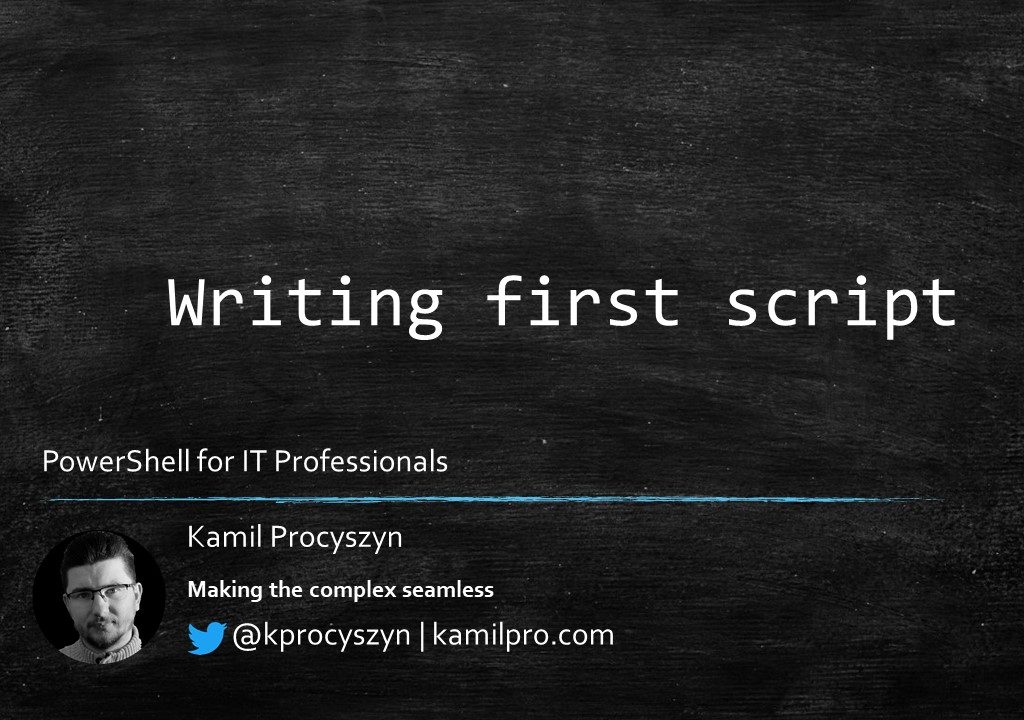 Writing first script
PowerShell for IT Professionals
Kamil Procyszyn
Making the complex seamless
@kprocyszyn | kamilpro.com